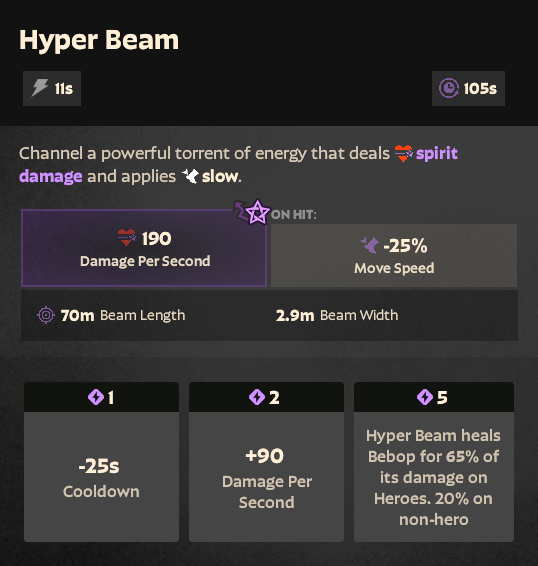 Hyper Beam
11s
105s
Channel a powerful torrent of energy that deals spirit
damage and applies slow.
ON HIT:
190
Damage Per Second
-25%
Move Speed
70m Beam Length
2.9m Beam Width
1
-25s
Cooldown
2
+90
Damage Per
Second
5
Hyper Beam heals
Bebop for 65% of
its damage on
Heroes. 20% on
non-hero